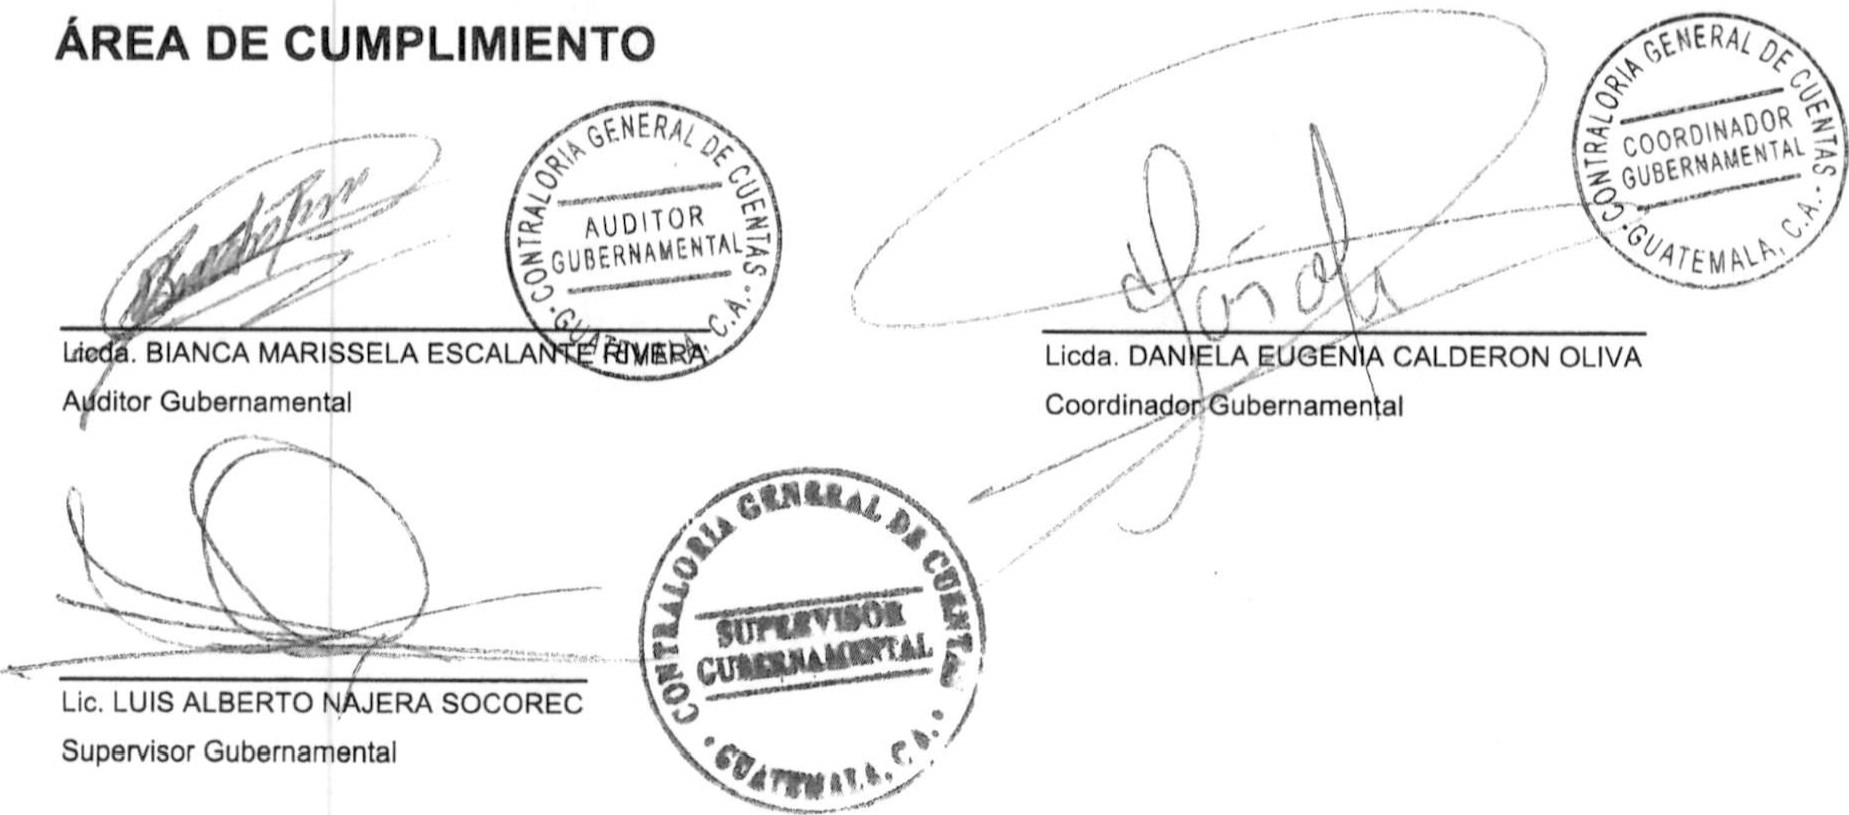 ÁREA DE CUMPLIMIENTO
CONTRALORIA GENERAL DE CUENTAS
AUDITOR
GUBERNAMENTAL
GUATEMALA, C.A.
Licda. BIANCA MARISSELA ESCALANTE RIVERA
Auditor Gubernamental
CONTRALORIA GENERAL DE CUENTAS
COORDINADOR
GUBERNAMENTAL
GUATEMALA, C.A.
Licda. DANIELA EUGENIA CALDERON OLIVA
Coordinador Gubernamental
CONTRALORIA GENERAL DE CUENTAS
SUPERVISOR
GUBERNAMENTAL
GUATEMALA, C.A.
Lic. LUIS ALBERTO NAJERA SOCOREC
Supervisor Gubernamental